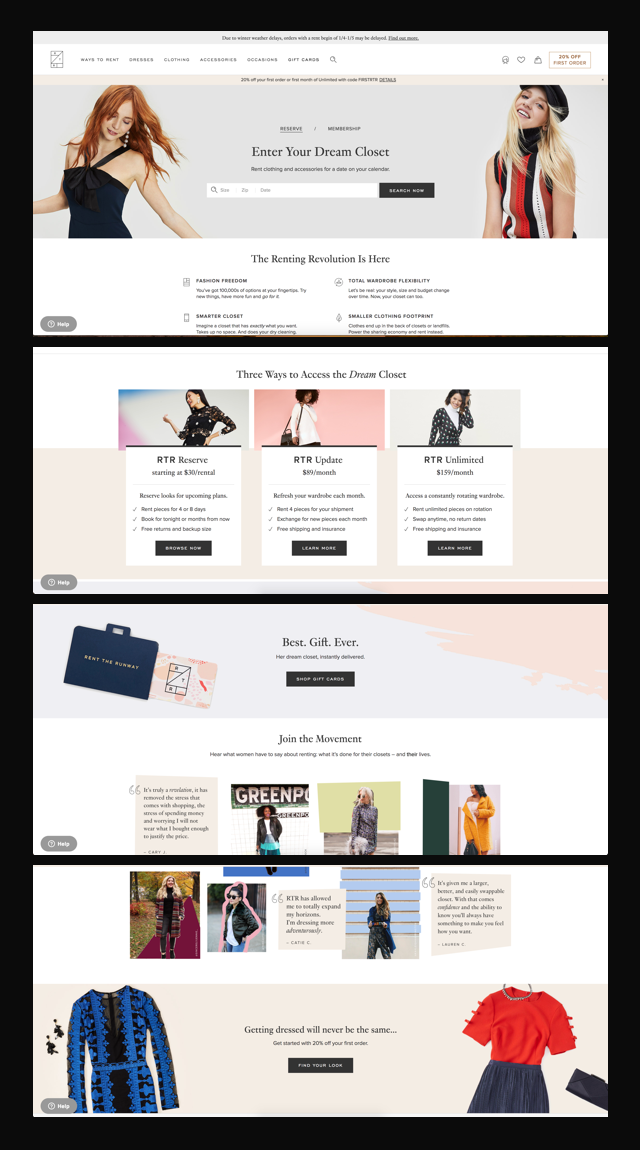 Due to winter weather delays, orders with a rent begin of 1/4-1/5 may be delayed. Find out more.
WAYS TO RENT DRESSES CLOTHING ACCESSORIES OCCASIONS GIFT CARDS
20% OFF
FIRST ORDER
20% off your first order or first month of Unlimited with code FIRSTRTR DETAILS
RESERVE / MEMBERSHIP
Enter Your Dream Closet
Rent clothing and accessories for a date on your calendar.
Size Zip Date
SEARCH NOW
The Renting Revolution Is Here
FASHION FREEDOM
You've got 100,000s of options at your fingertips. Try
new things, have more fun and go for it.
TOTAL WARDROBE FLEXIBILITY
Let's be real: your style, size and budget change
over time. Now, your closet can too.
SMARTER CLOSET
Imagine a closet that has exactly what you want.
Takes up no space. And does your dry cleaning.
SMALLER CLOTHING FOOTPRINT
Clothes end up in the back of closets or landfills.
Power the sharing economy and rent instead.
Help
Three Ways to Access the Dream Closet
RTR Reserve
starting at $30/rental
Reserve looks for upcoming plans.
Rent pieces for 4 or 8 days
Book for tonight or months from now
Free returns and backup size
BROWSE NOW
RTR Update
$89/month
Refresh your wardrobe each month.
Rent 4 pieces for your shipment
Exchange for new pieces each month
Free shipping and insurance
LEARN MORE
RTR Unlimited
$159/month
Access a constantly rotating wardrobe.
Rent unlimited pieces on rotation
Swap anytime, no return dates
Free shipping and insurance
LEARN MORE
Help
RENT THE RUNWAY
R
T
R
Best. Gift. Ever.
Her dream closet, instantly delivered.
SHOP GIFT CARDS
Join the Movement
Hear what women have to say about renting: what it's done for their closets – and their lives.
It's truly a revelation, it has
removed the stress that
comes with shopping, the
stress of spending money
and worrying I will not
wear what I bought enough
to justify the price.
– CARY J.
GREENPO
GREENPO
Help
RTR has allowed
me to totally expand
my horizons.
I'm dressing more
adventurously.
– CATIE C.
It's given me a larger,
better, and easily swappable
closet. With that comes
confidence and the ability to
know you'll always have
something to make you feel
how you want.
– LAUREN C.
Getting dressed will never be the same...
Get started with 20% off your first order.
FIND YOUR LOOK
Help